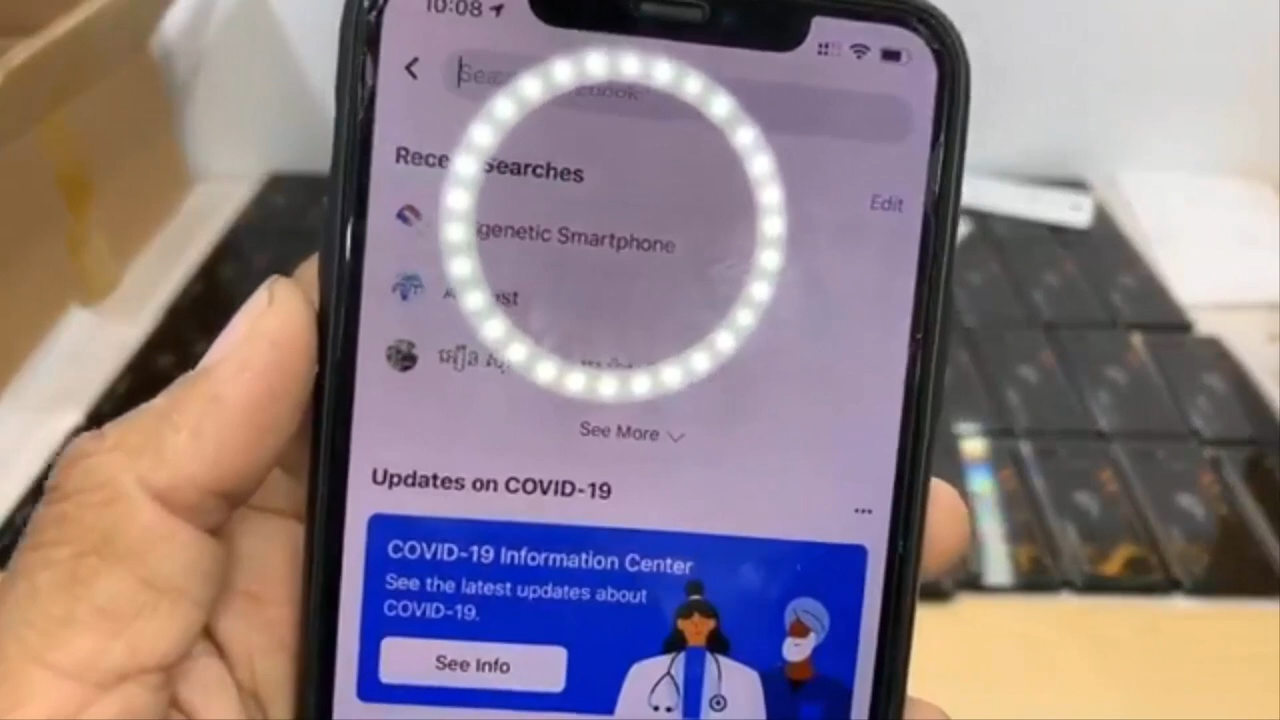 10:08
Searches
Edit
genetic Smartphone
See More
Updates on COVID-19
COVID-19 Information Center
See the latest updates about
COVID-19.
See Info